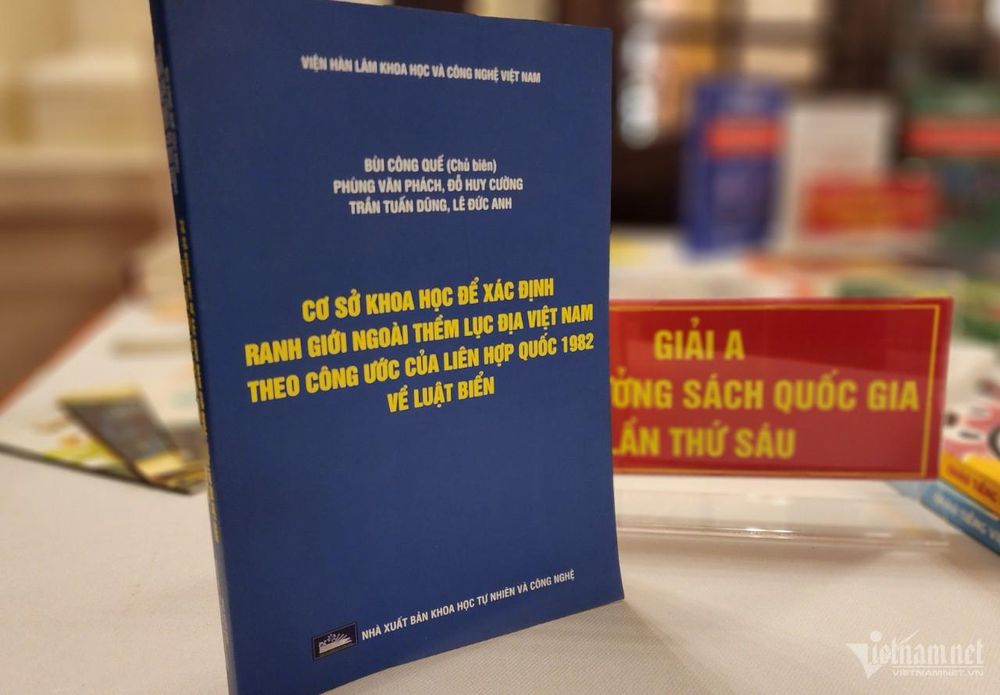 VIỆN HÀN LÂM KHOA HỌC VÀ CÔNG NGHỆ VIỆT NAM
BÙI CÔNG QUẾ (Chủ biên)
PHÙNG VĂN PHÁCH, ĐỖ HUY CƯỜNG
TRẦN TUẤN DŨNG, LÊ ĐỨC ANH
CƠ SỞ KHOA HỌC ĐỂ XÁC ĐỊNH
RANH GIỚI NGOÀI THỀM LỤC ĐỊA VIỆT NAM
THEO CÔNG ƯỚC CỦA LIÊN HỢP QUỐC 1982
VỀ LUẬT BIỂN
NHÀ XUẤT BẢN KHOA HỌC TỰ NHIÊN VÀ CÔNG NGHỆ
GIẢI A
ƯỞNG SÁCH QUỐC GIA
LẦN THỨ SÁU
Vietnamnet
VIETNAMNET.VN